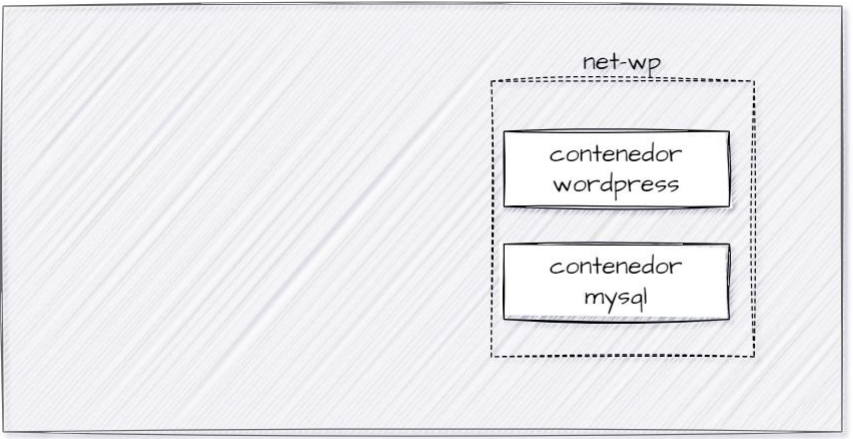 net-wp
contenedor
wordpress
contenedor
mysql